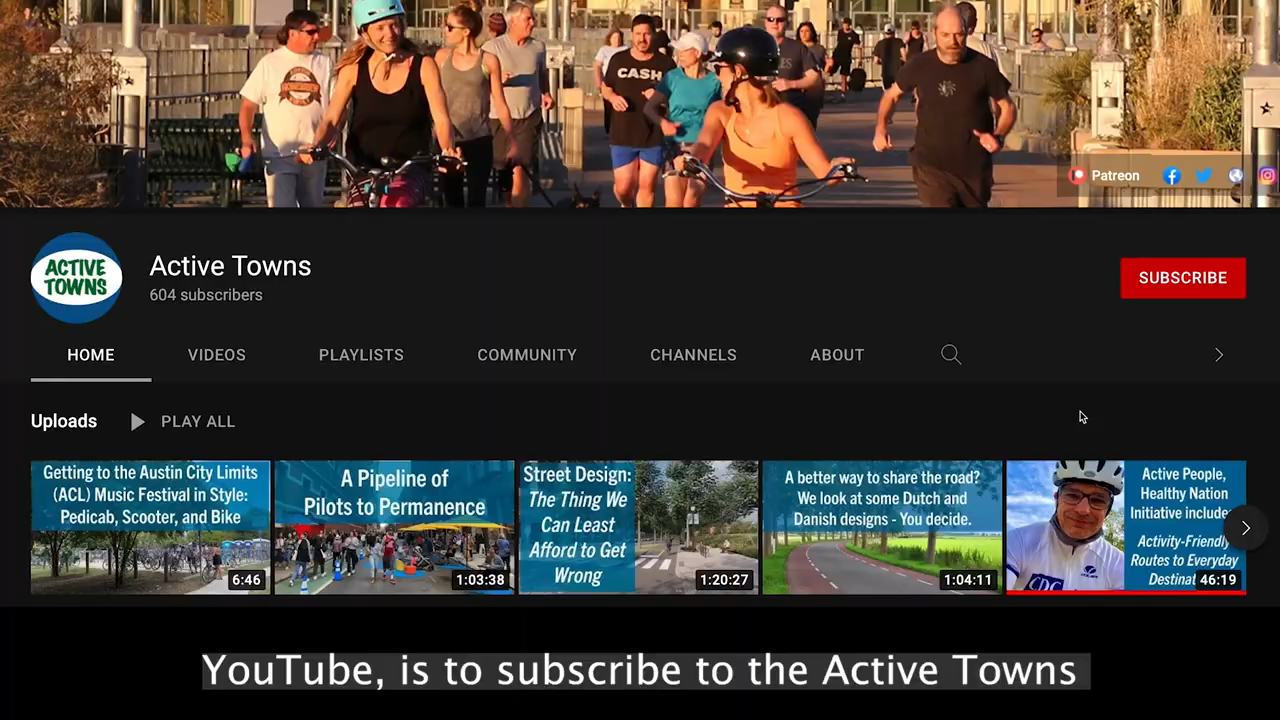 CASH
Patreon
ACTIVE
TOWNS
Active Towns
604 subscribers
SUBSCRIBE
HOME
VIDEOS
PLAYLISTS
COMMUNITY
CHANNELS
ABOUT
Uploads
PLAY ALL
Getting to the Austin City Limits
(ACL) Music Festival in Style:
Pedicab, Scooter, and Bike
6:46
A Pipeline of
Pilots to Permanence
1:03:38
Street Design:
The Thing We
Can Least
Afford to Get
Wrong
1:20:27
A better way to share the road?
We look at some Dutch and
Danish designs - You decide.
1:04:11
Active People,
Healthy Nation
Initiative include
Activity-Friendly
Routes to Everyday
Destinat
46:19
CDC
YouTube, is to subscribe to the Active Towns